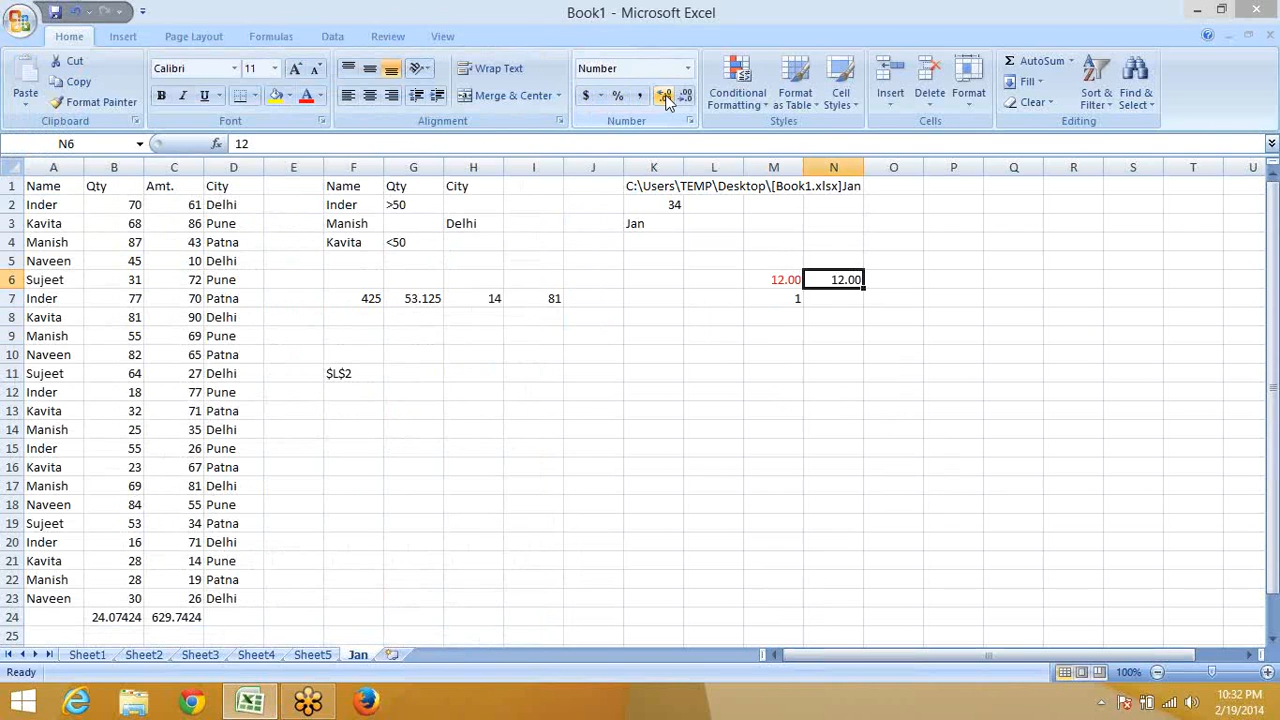 Book1 - Microsoft Excel
Home Insert Page Layout Formulas Data Review View
Paste Cut Copy Format Painter Clipboard
Calibri 11 A A B I U A Font
Wrap Text Merge & Center Alignment
Number $ % , Number
Conditional Formatting Format as Table Cell Styles Styles
Insert Delete Format Cells
Σ AutoSum Fill Clear Sort & Filter Find & Select Editing
N6 fx 12
A B C D E F G H I J K L M N O P Q R S T U
1 Name Qty Amt. City Name Qty City C:\Users\TEMP\Desktop\[Book1.xlsx]Jan
2 Inder 70 61 Delhi Inder >50 34
3 Kavita 68 86 Pune Manish Delhi Jan
4 Manish 87 43 Patna Kavita <50
5 Naveen 45 10 Delhi
6 Sujeet 31 72 Pune 12.00 12.00
7 Inder 77 70 Patna 425 53.125 14 81 1
8 Kavita 81 90 Delhi
9 Manish 55 69 Pune
10 Naveen 82 65 Patna
11 Sujeet 64 27 Delhi $L$2
12 Inder 18 77 Pune
13 Kavita 32 71 Patna
14 Manish 25 35 Delhi
15 Inder 55 26 Pune
16 Kavita 23 67 Patna
17 Manish 69 81 Delhi
18 Naveen 84 55 Pune
19 Sujeet 53 34 Patna
20 Inder 16 71 Delhi
21 Kavita 28 14 Pune
22 Manish 28 19 Patna
23 Naveen 30 26 Delhi
24 24.07424 629.7424
25
Sheet1 Sheet2 Sheet3 Sheet4 Sheet5 Jan
Ready 100%
10:32 PM
2/19/2014